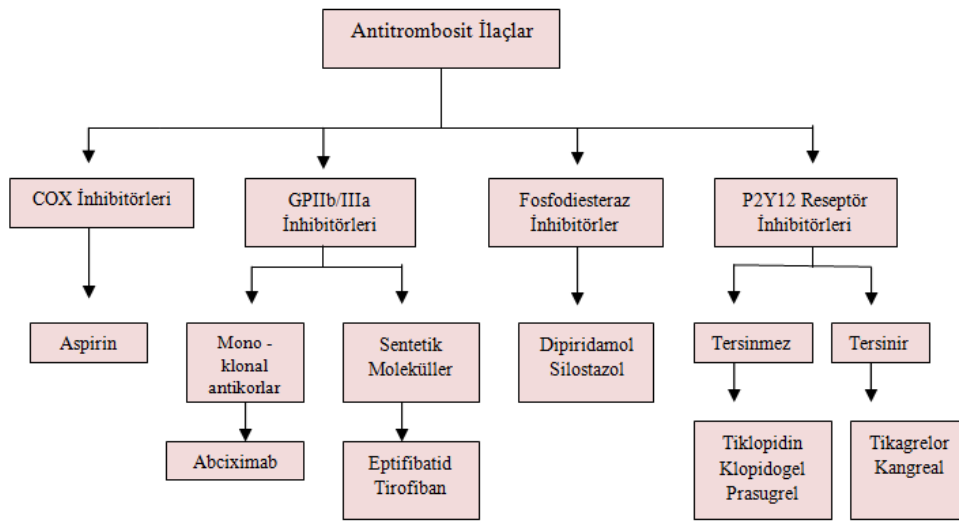 Antitrombosit İlaçlar
COX İnhibitörleri
GPIIb/IIIa
İnhibitörleri
Fosfodiesteraz
İnhibitörler
P2Y12 Reseptör
İnhibitörleri
Aspirin
Mono -
klonal
antikorlar
Sentetik
Moleküller
Dipiridamol
Silostazol
Tersinmez
Tersinir
Abciximab
Eptifibatid
Tirofiban
Tiklopidin
Klopidogel
Prasugrel
Tikagrelor
Kangreal